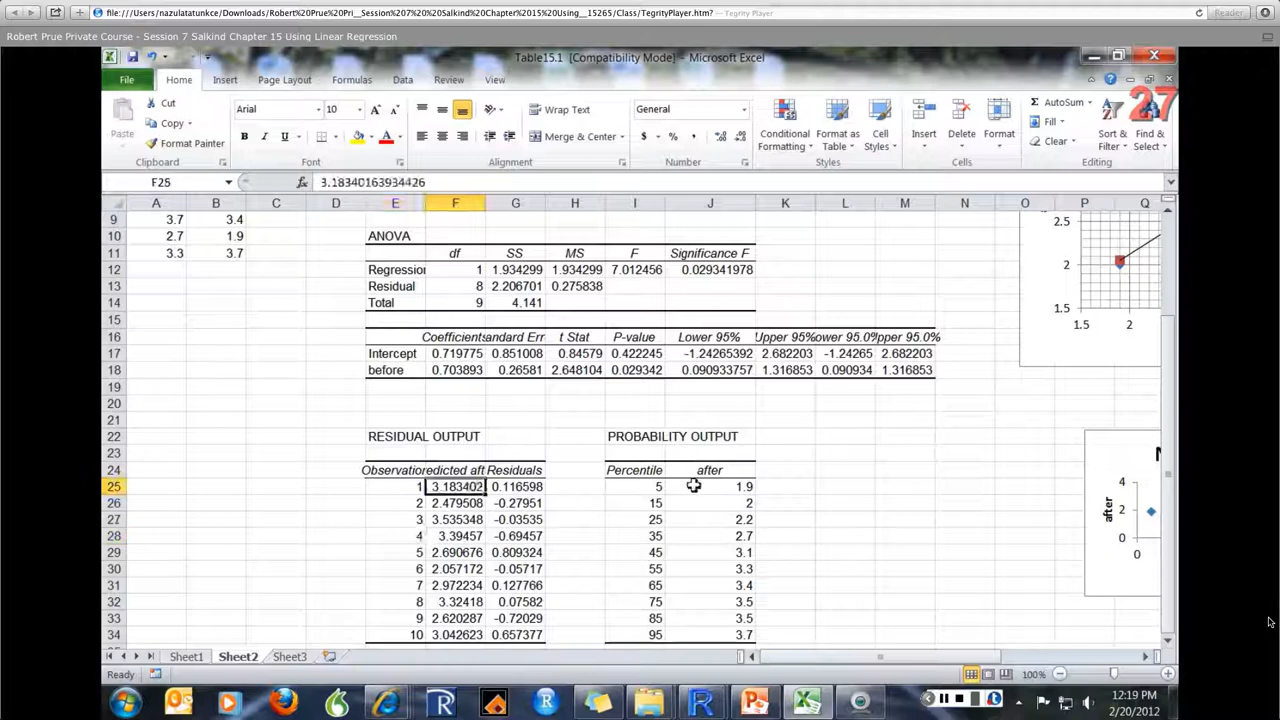 file:///Users/nazulatatunkce/Downloads/Robert%20Prue%20Pri__Session%207%20%20Salkind%20Chapter%2015%20Using__15265/Class/TegrityPlayer.htm? — Tegrity Player
Reader
Robert Prue Private Course - Session 7 Salkind Chapter 15 Using Linear Regression
Table15.1 [Compatibility Mode] - Microsoft Excel
File Home Insert Page Layout Formulas Data Review View
27
Paste Cut Copy Format Painter
Arial 10 Wrap Text General
B I U Merge & Center $ % ,
Conditional Formatting Format as Table Cell Styles Insert Delete Format
AutoSum Fill Clear Sort & Filter Find & Select
Clipboard Font Alignment Number Styles Cells Editing
F25 fx 3.18340163934426
A B C D E F G H I J K L M N O P Q
9 3.7 3.4
10 2.7 1.9 ANOVA
11 3.3 3.7 df SS MS F Significance F
12 Regression 1 1.934299 1.934299 7.012456 0.029341978
13 Residual 8 2.206701 0.275838
14 Total 9 4.141
15
16 Coefficients andard Err t Stat P-value Lower 95% Upper 95% ower 95.0% pper 95.0%
17 Intercept 0.719775 0.851008 0.84579 0.422245 -1.24265392 2.682203 -1.24265 2.682203
18 before 0.703893 0.26581 2.648104 0.029342 0.090933757 1.316853 0.090934 1.316853
19
20
21
22 RESIDUAL OUTPUT PROBABILITY OUTPUT
23
24 Observation edicted aft Residuals Percentile after
25 1 3.183402 0.116598 5 1.9
26 2 2.479508 -0.27951 15 2
27 3 3.535348 -0.03535 25 2.2
28 4 3.39457 -0.69457 35 2.7
29 5 2.690676 0.809324 45 3.1
30 6 2.057172 -0.05717 55 3.3
31 7 2.972234 0.127766 65 3.4
32 8 3.32418 0.07582 75 3.5
33 9 2.620287 -0.72029 85 3.5
34 10 3.042623 0.657377 95 3.7
2.5
2
1.5
1.5 2
N
after
4
2
0
0
Sheet1 Sheet2 Sheet3
Ready 100%
12:19 PM
2/20/2012